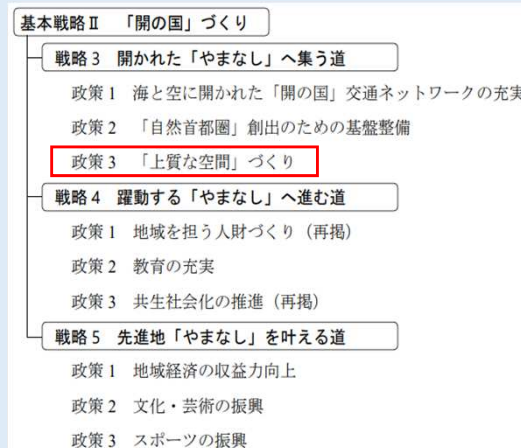 基本戦略Ⅱ 「開の国」づくり
戦略3 開かれた「やまなし」へ集う道
政策1 海と空に開かれた「開の国」交通ネットワークの充実
政策2 「自然首都圏」創出のための基盤整備
政策3 「上質な空間」づくり
戦略4 躍動する「やまなし」へ進む道
政策1 地域を担う人財づくり（再掲）
政策2 教育の充実
政策3 共生社会化の推進（再掲）
戦略5 先進地「やまなし」を叶える道
政策1 地域経済の収益力向上
政策2 文化・芸術の振興
政策3 スポーツの振興